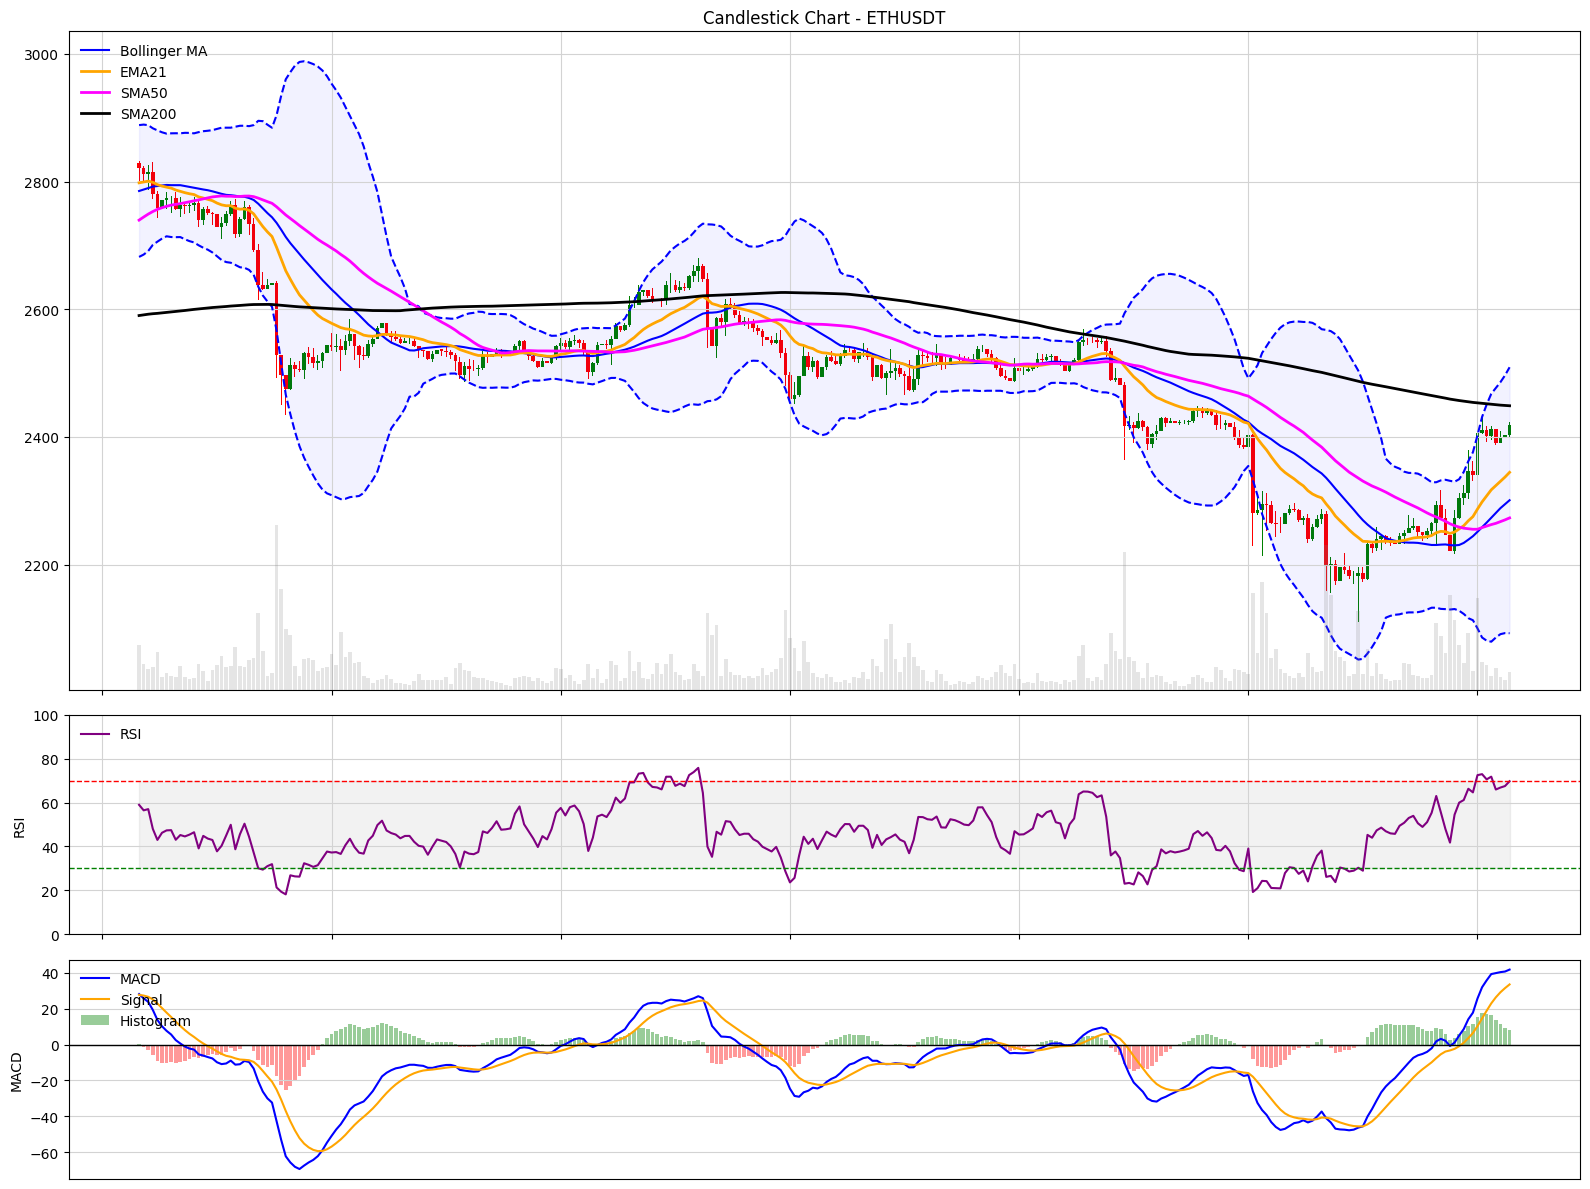 Candlestick Chart - ETHUSDT
Bollinger MA
EMA21
SMA50
SMA200
3000
2800
2600
2400
2200
RSI
RSI
100
80
60
40
20
0
MACD
Signal
Histogram
MACD
40
20
0
−20
−40
−60